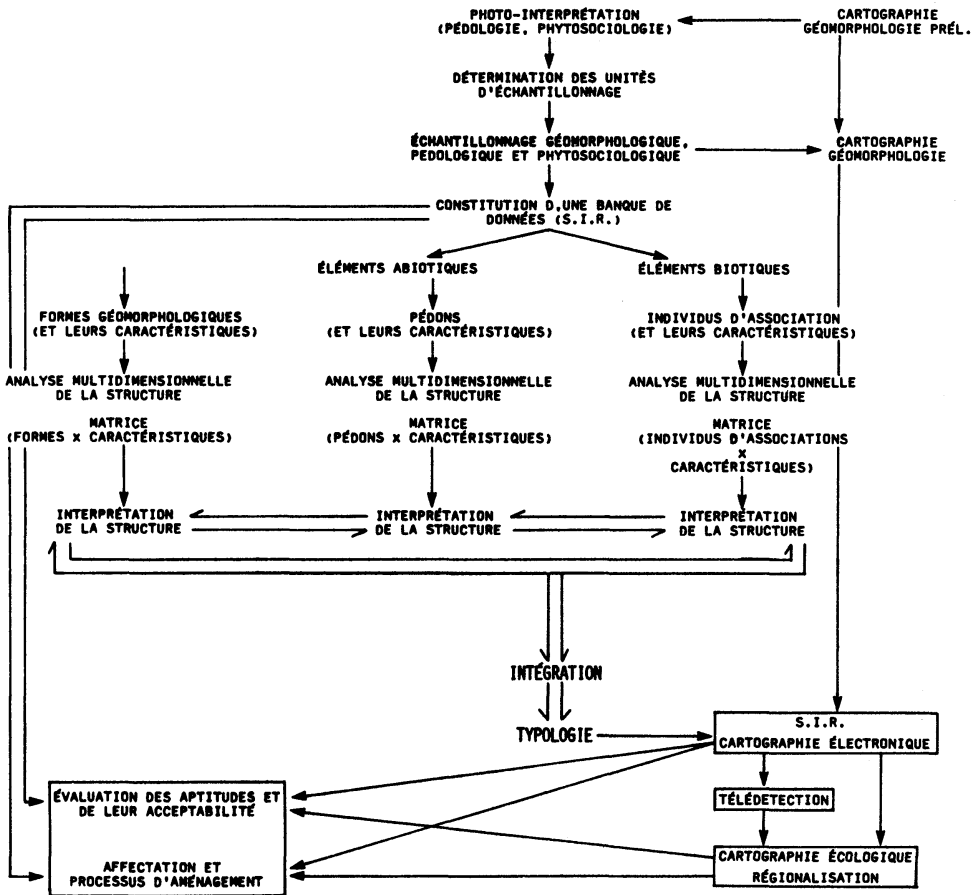 PHOTO-INTERPRÉTATION
(PÉDOLOGIE, PHYTOSOCIOLOGIE)
CARTOGRAPHIE
GÉOMORPHOLOGIE PRÉL.
DÉTERMINATION DES UNITÈS
D'ÉCHANTILLONNAGE
ÉCHANTILLONNAGE GÉOMORPHOLOGIQUE,
PEDOLOGIQUE ET PHYTOSOCIOLOGIQUE
CARTOGRAPHIE
GÉOMORPHOLOGIE
CONSTITUTION D,UNE BANQUE DE
DONNÉES (S.I.R.)
ÉLÉMENTS ABIOTIQUES
ÉLÉMENTS BIOTIQUES
FORMES GÉOMORPHOLOGIQUES
(ET LEURS CARACTÉRISTIQUES)
PÉDONS
(ET LEURS CARACTÉRISTIQUES)
INDIVIDUS D'ASSOCIATION
(ET LEURS CARACTÉRISTIQUES)
ANALYSE MULTIDIMENSIONNELLE
DE LA STRUCTURE
ANALYSE MULTIDIMENSIONNELLE
DE LA STRUCTURE
ANALYSE MULTIDIMENSIONNELLE
DE LA STRUCTURE
MATRICE
(FORMES x CARACTÉRISTIQUES)
MATRICE
(PÉDONS x CARACTÉRISTIQUES)
MATRICE
(INDIVIDUS D'ASSOCIATIONS
x
CARACTÉRISTIQUES)
INTERPRÉTATION
DE LA STRUCTURE
INTERPRÉTATION
DE LA STRUCTURE
INTERPRÉTATION
DE LA STRUCTURE
INTÉGRATION
TYPOLOGIE
S.I.R.
CARTOGRAPHIE ÉLECTRONIQUE
TÉLÉDETECTION
ÉVALUATION DES APTITUDES ET
DE LEUR ACCEPTABILITÉ
AFFECTATION ET
PROCESSUS D'AMÉNAGEMENT
CARTOGRAPHIE ÉCOLOGIQUE
RÉGIONALISATION